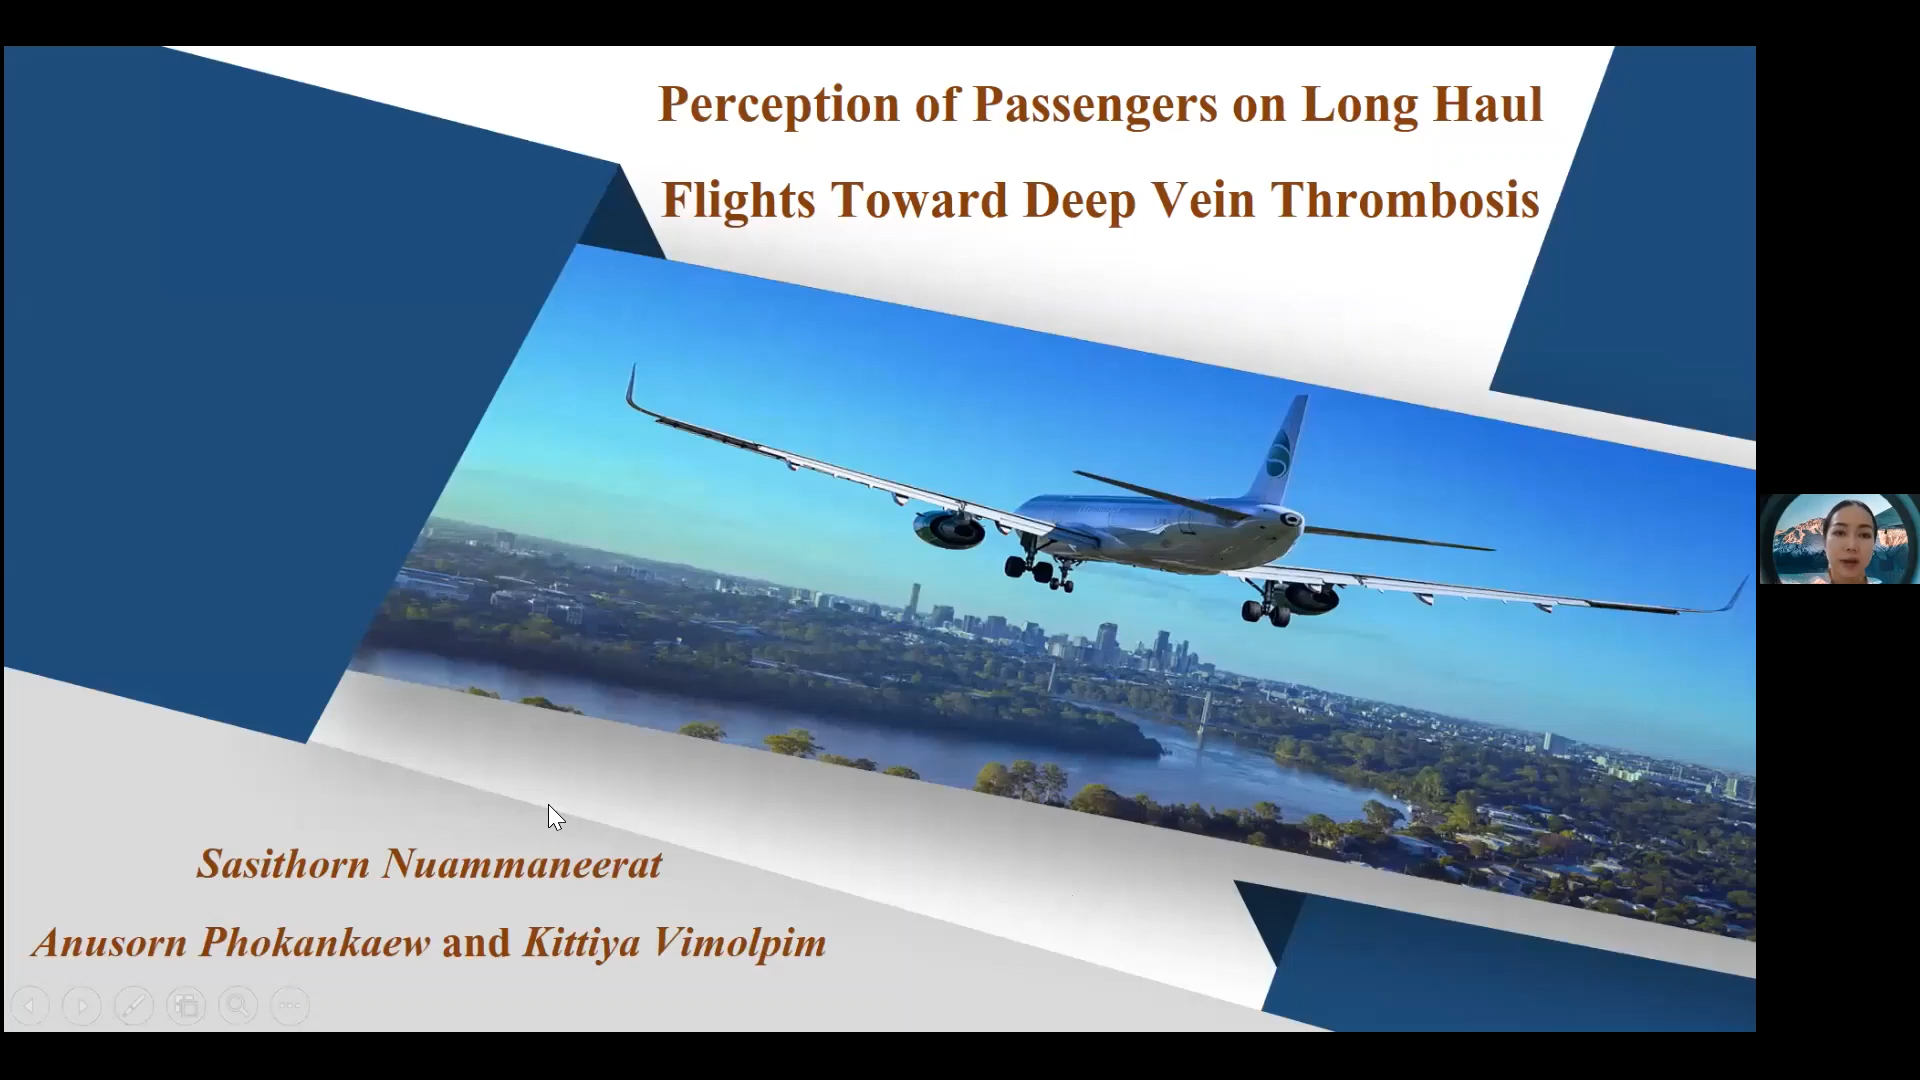 Perception of Passengers on Long Haul
Flights Toward Deep Vein Thrombosis
Sasithorn Nuammaneerat
Anusorn Phokankaew and Kittiya Vimolpim